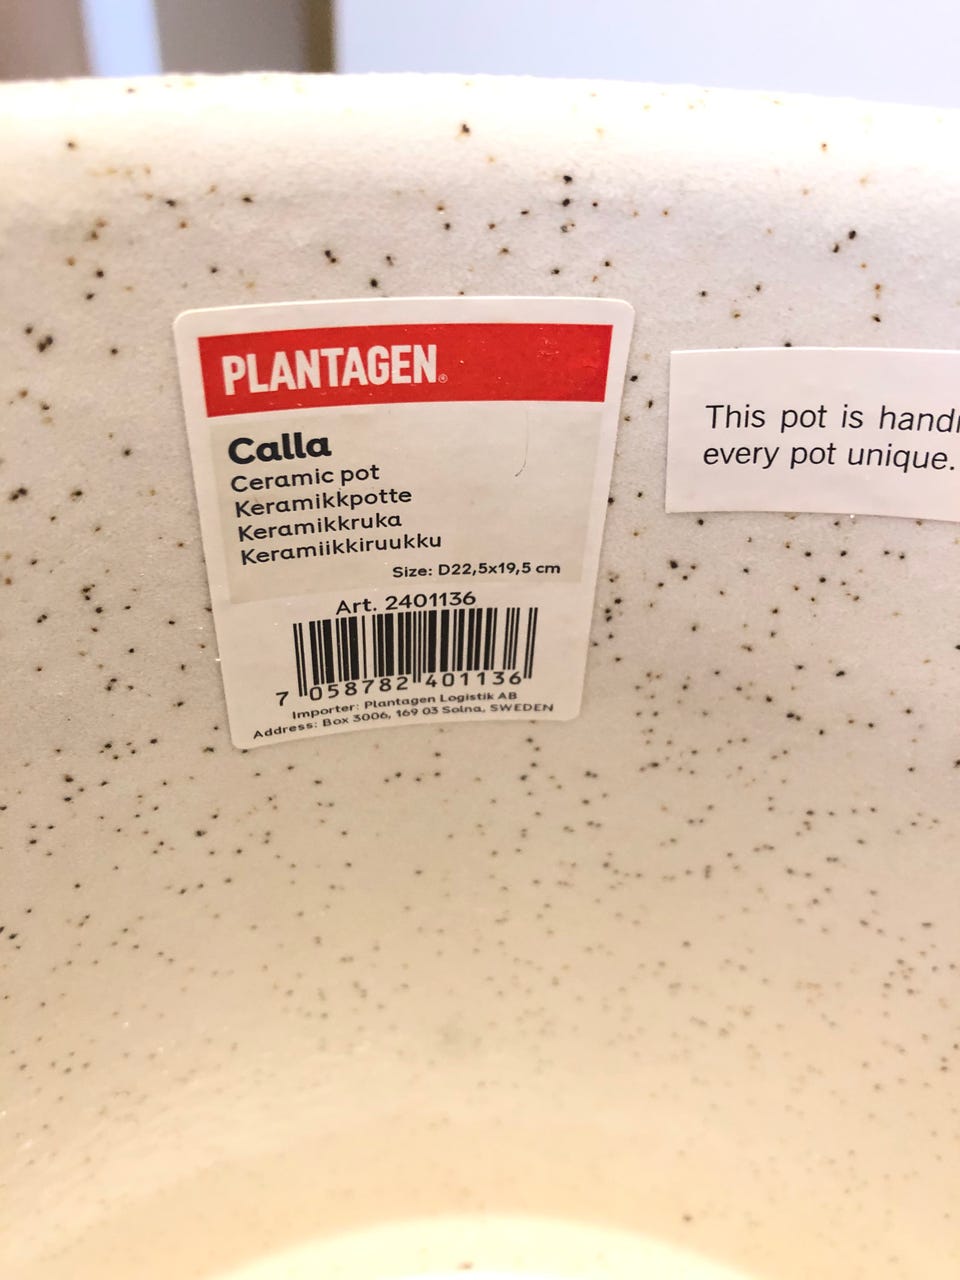 PLANTAGEN®
Calla
Ceramic pot
Keramikkpotte
Keramikkruka
Keramiikkiruukku
Size: D22,5x19,5 cm
Art. 2401136
7 058782 401136
Importer: Plantagen Logistik AB
Address: Box 3006, 169 03 Solna, SWEDEN
This pot is
every pot unique.